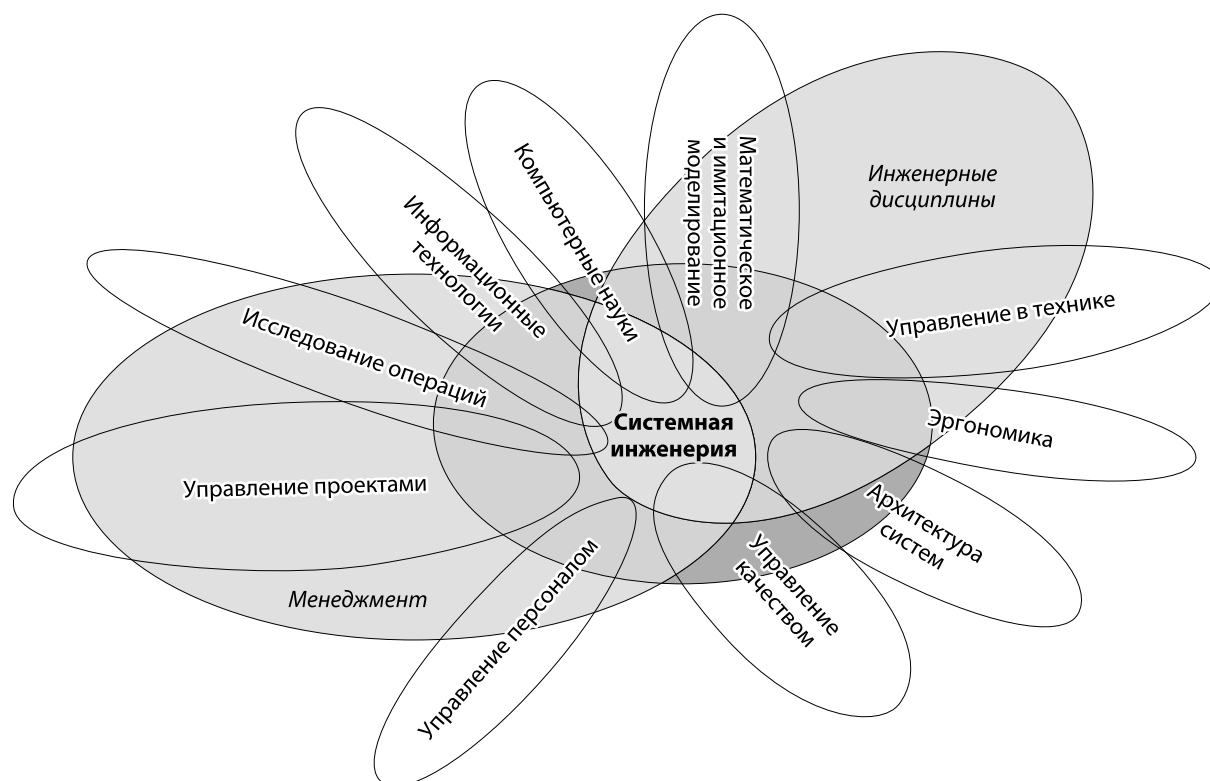 Математическое
и имитационное
моделирование
Инженерные
дисциплины
Компьютерные науки
Информационные
технологии
Исследование операций
Управление в технике
Системная
инженерия
Эргономика
Управление проектами
Архитектура
систем
Управление
качеством
Управление персоналом
Менеджмент